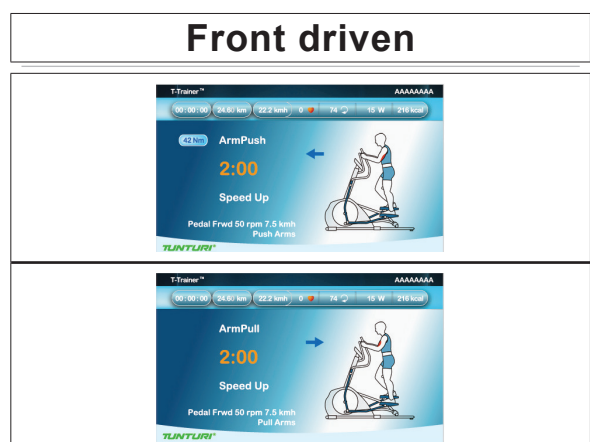 Front driven
T-Trainer™ AAAAAAAA
00:00:00 24.60 km 22.2 kmh 0 74 15 W 216 kcal
42 Nm ArmPush
2:00
Speed Up
Pedal Frwd 50 rpm 7.5 kmh
Push Arms
TUNTURI®
T-Trainer™ AAAAAAAA
00:00:00 24.60 km 22.2 kmh 0 74 15 W 216 kcal
ArmPull
2:00
Speed Up
Pedal Frwd 50 rpm 7.5 kmh
Pull Arms
TUNTURI®